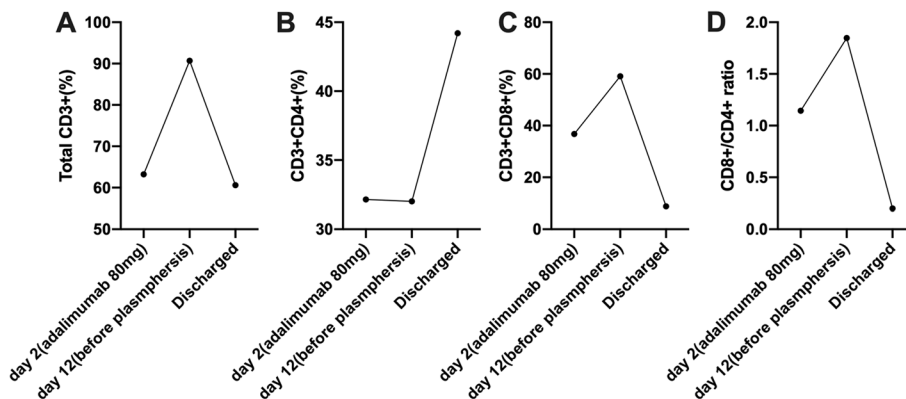 A
Total CD3+(%)
100
90
80
70
60
50
day 2(adalimumab 80mg)
day 12(before plasmphersis)
Discharged
B
CD3+CD4+(%)
45
40
35
30
day 2(adalimumab 80mg)
day 12(before plasmphersis)
Discharged
C
CD3+CD8+(%)
80
60
40
20
0
day 2(adalimumab 80mg)
day 12(before plasmphersis)
Discharged
D
CD8+/CD4+ ratio
2.0
1.5
1.0
0.5
0.0
day 2(adalimumab 80mg)
day 12(before plasmphersis)
Discharged